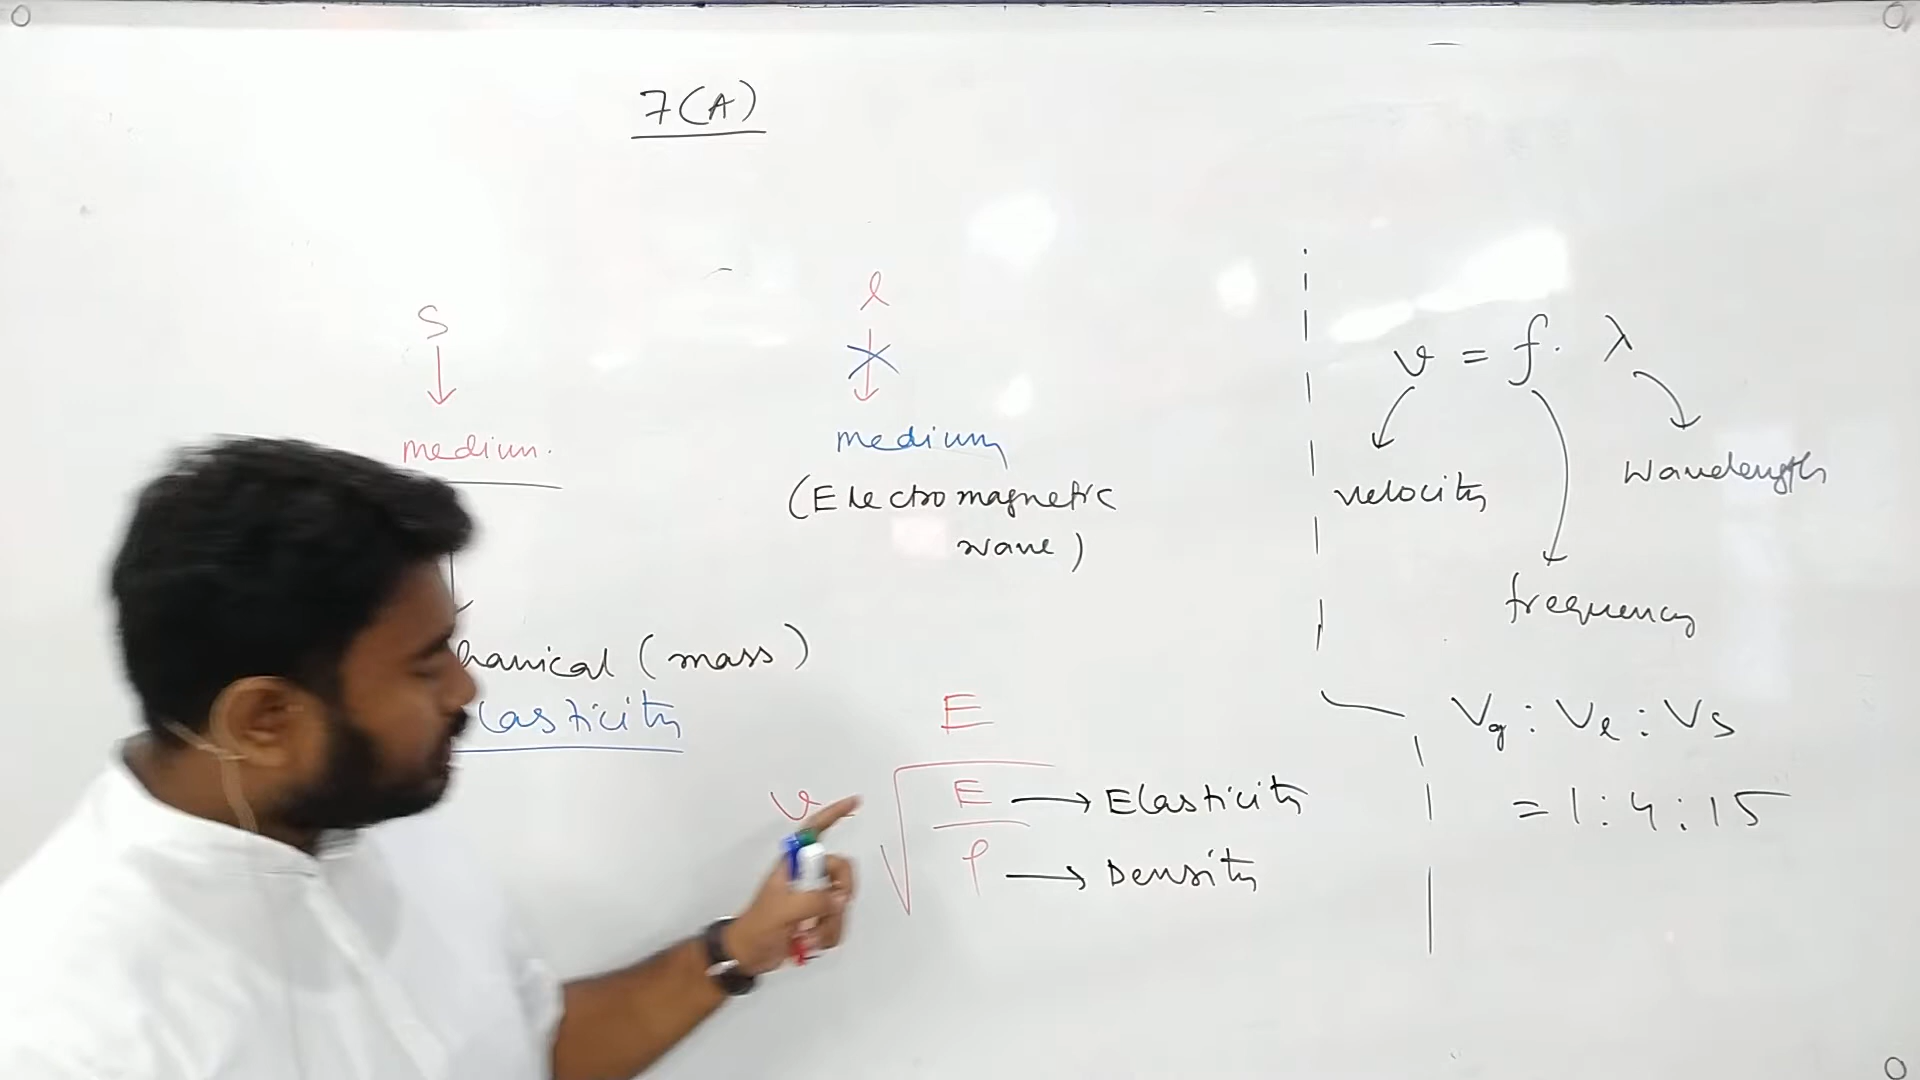 7(A)
S
medium.
hanical (mass)
lasticity
l
medium
(Electromagnetic
wave)
E
v
√ E/ρ
E → Elasticity
ρ → Density
v = f. λ
velocity
wavelength
frequency
Vg : Vl : Vs
= 1 : 4 : 15